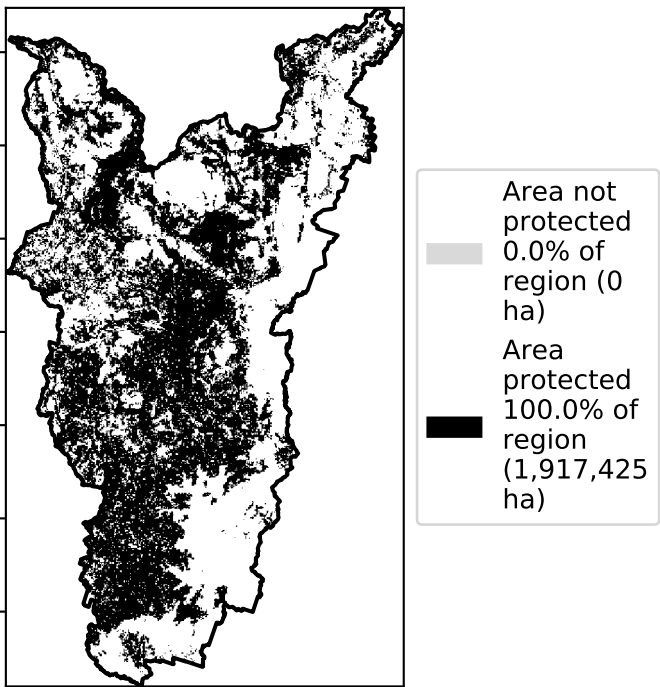 Area not
protected
0.0% of
region (0
ha)
Area
protected
100.0% of
region
(1,917,425
ha)